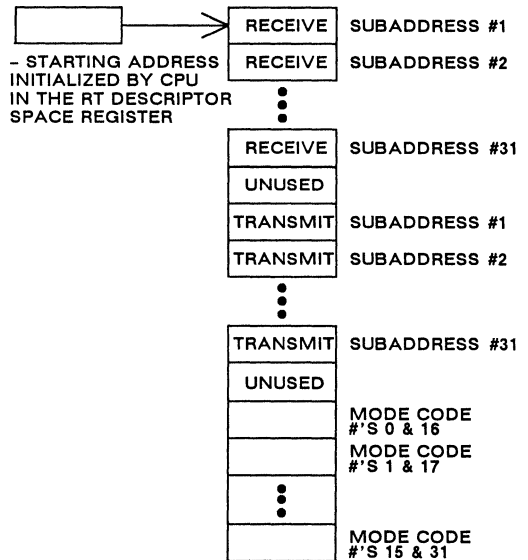 RECEIVE SUBADDRESS #1
– STARTING ADDRESS
INITIALIZED BY CPU
IN THE RT DESCRIPTOR
SPACE REGISTER
RECEIVE SUBADDRESS #2
RECEIVE SUBADDRESS #31
UNUSED
TRANSMIT SUBADDRESS #1
TRANSMIT SUBADDRESS #2
TRANSMIT SUBADDRESS #31
UNUSED
MODE CODE
#'S 0 & 16
MODE CODE
#'S 1 & 17
MODE CODE
#'S 15 & 31